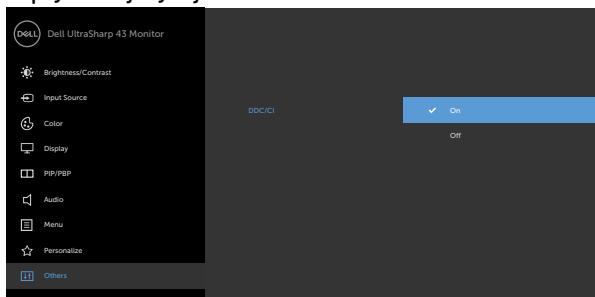 DELL
Dell UltraSharp 43 Monitor
Brightness/Contrast
Input Source
Color
Display
PIP/PBP
Audio
Menu
Personalize
Others
DDC/CI
On
Off